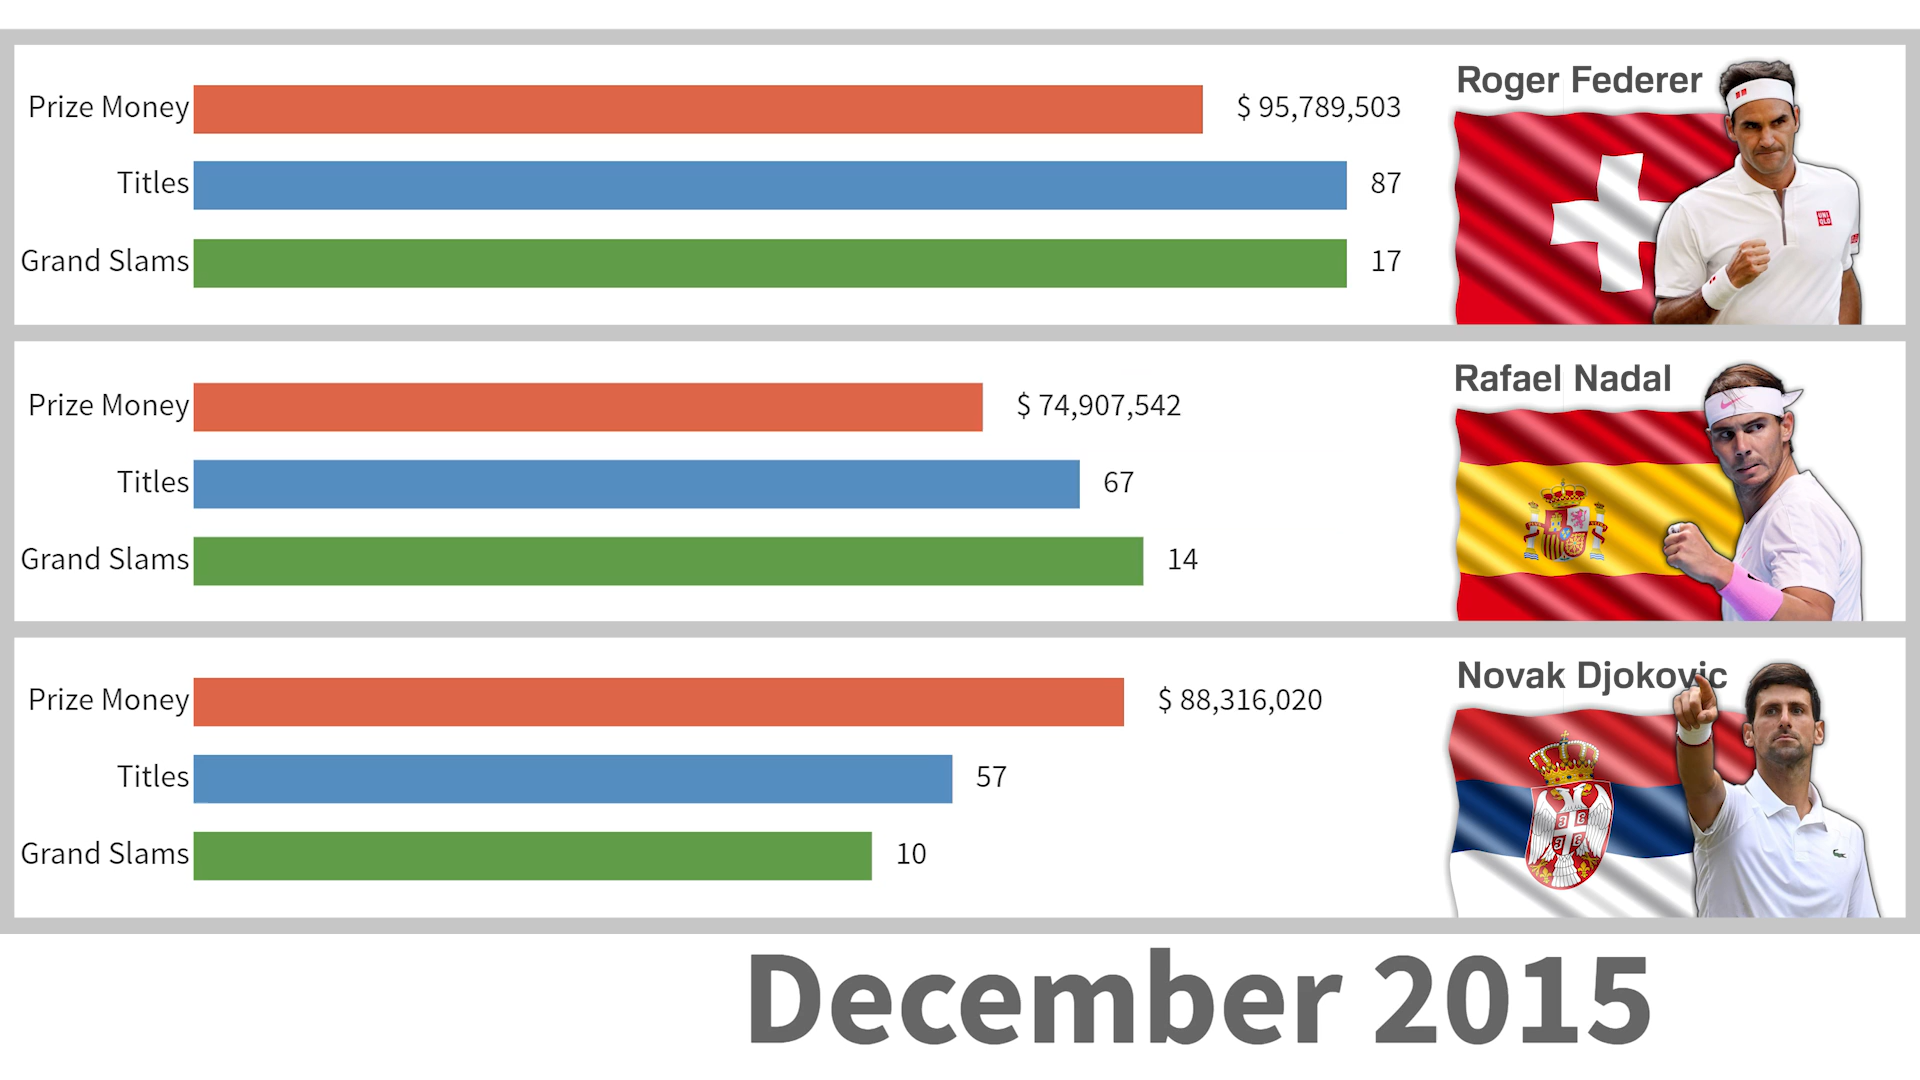 Roger Federer
Prize Money $ 95,789,503
Titles 87
Grand Slams 17
Rafael Nadal
Prize Money $ 74,907,542
Titles 67
Grand Slams 14
Novak Djokovic
Prize Money $ 88,316,020
Titles 57
Grand Slams 10
December 2015
UNI
QLO